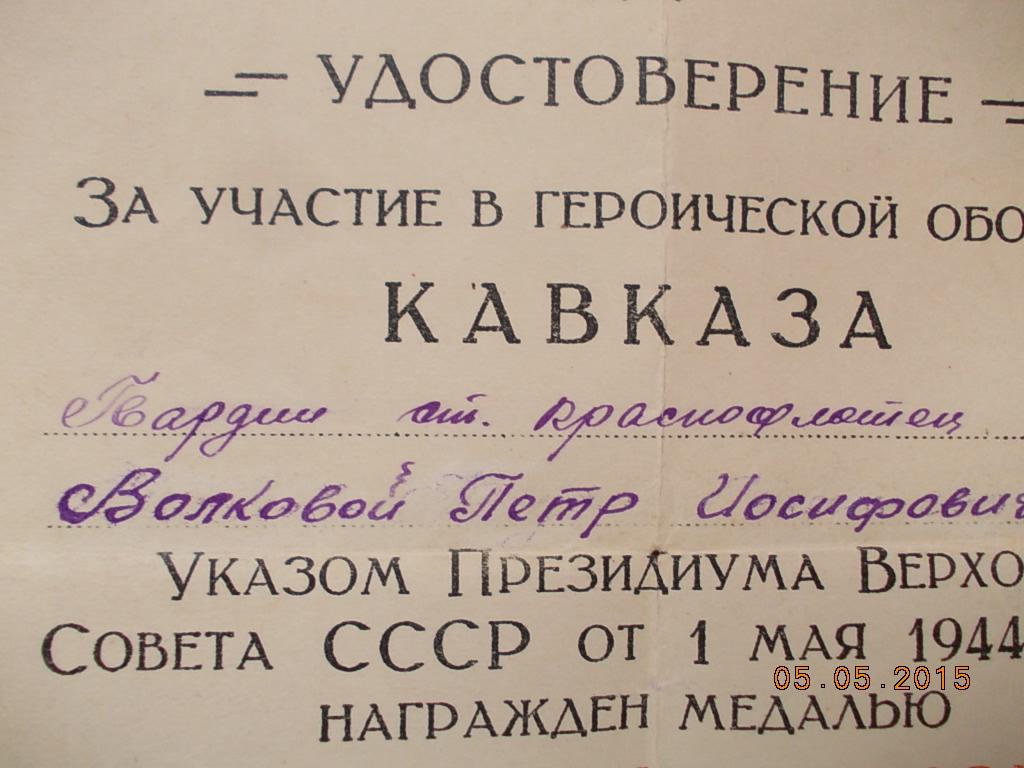 УДОСТОВЕРЕНИЕ
ЗА УЧАСТИЕ В ГЕРОИЧЕСКОЙ ОБО
КАВКАЗА
Гвардии ст. краснофлотец
Волковой Петр Иосифович
УКАЗОМ ПРЕЗИДИУМА ВЕРХО
СОВЕТА СССР ОТ 1 МАЯ 1944
05.05.2015
НАГРАЖДЕН МЕДАЛЬЮ